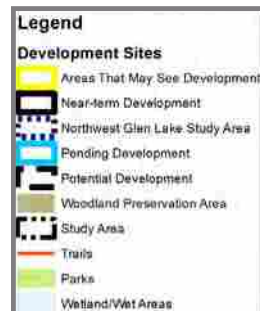 Legend
Development Sites
Areas That May See Development
Near-term Development
Northwest Glen Lake Study Area
Pending Development
Potential Development
Woodland Preservation Area
Study Area
Trails
Parks
Wetland/Wet Areas